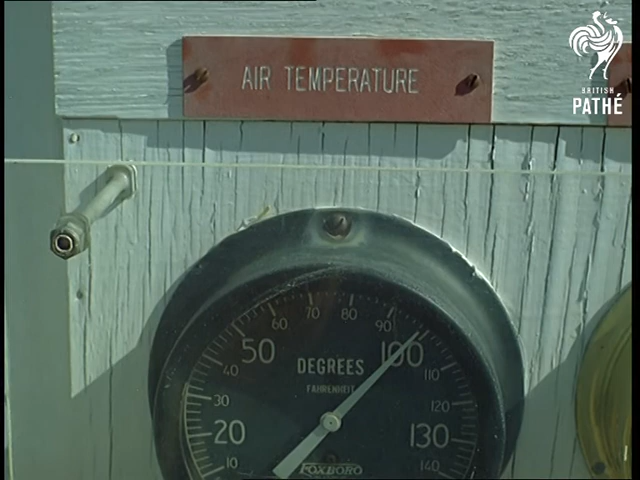 AIR TEMPERATURE
BRITISH
PATHÉ
60 70 80 90
50 100
40 110
DEGREES
FAHRENHEIT
30 120
20 130
10 140
FOXBORO